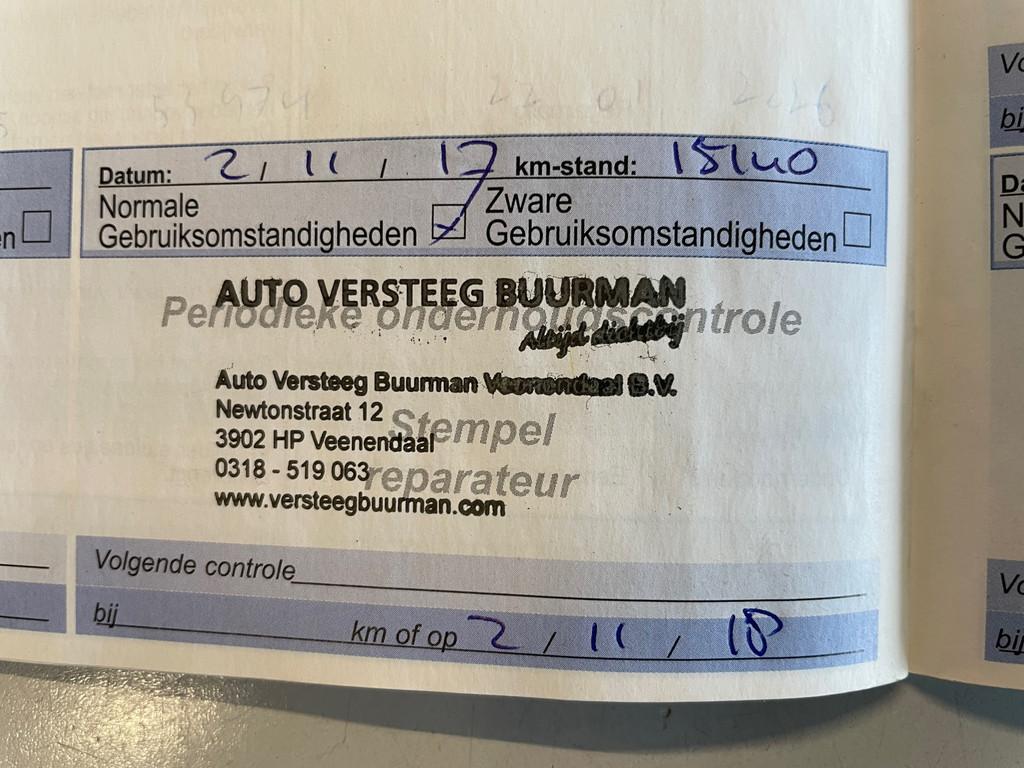 Datum: 2 / 11 / 17 km-stand: 15140
Normale Gebruiksomstandigheden Zware Gebruiksomstandigheden
AUTO VERSTEEG BUURMAN
Periodieke onderhoudscontrole
Altijd dichtbij
Auto Versteeg Buurman Veenendaal B.V.
Newtonstraat 12
Stempel
3902 HP Veenendaal
0318 - 519 063
reparateur
www.versteegbuurman.com
Volgende controle
bij km of op 2 / 11 / 18